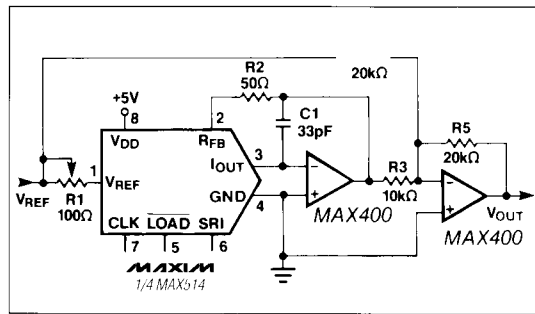 20kΩ
R2
50Ω
R5
20kΩ
+5V
8
2
C1
33pF
VDD
RFB
IOUT
3
1
VREF
VREF
R1
100Ω
GND
4
−
+
R3
10kΩ
−
+
MAX400
VOUT
MAX400
CLK
LOAD
SRI
7
5
6
MAXIM
1/4 MAX514